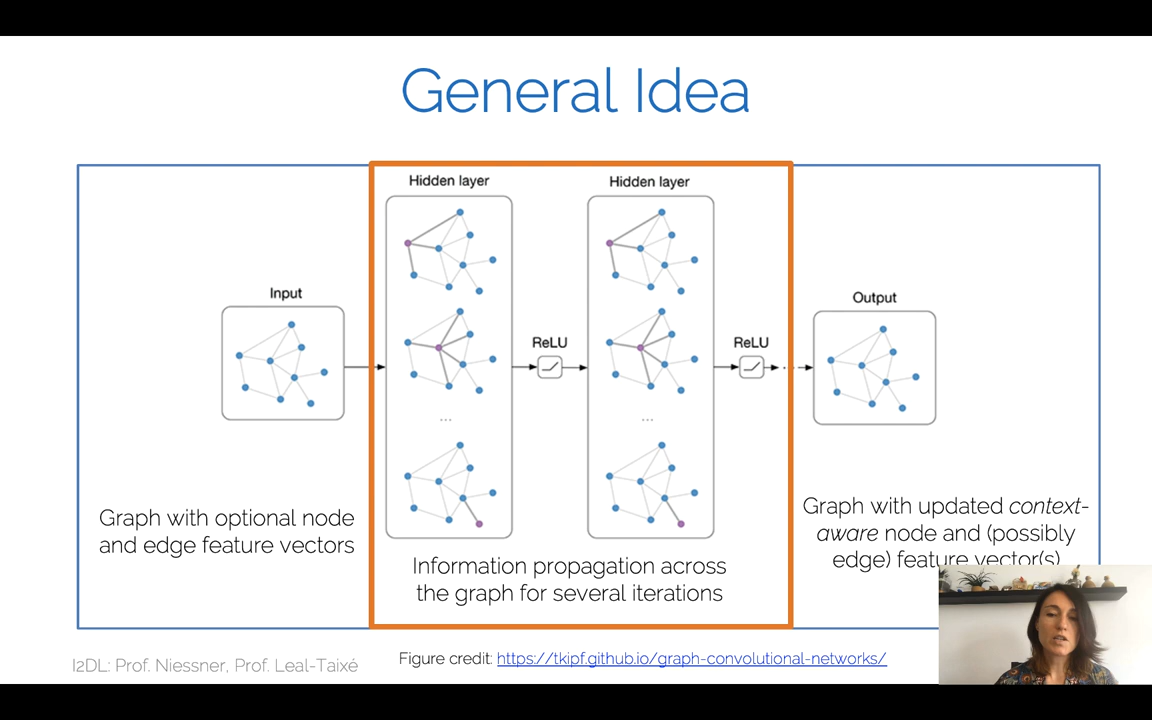 General Idea
Hidden layer
Hidden layer
Input
Output
ReLU
ReLU
...
...
Graph with optional node
and edge feature vectors
Information propagation across
the graph for several iterations
Graph with updated context-
aware node and (possibly
edge) feature vector(s)
I2DL: Prof. Niessner, Prof. Leal-Taixé
Figure credit: https://tkipf.github.io/graph-convolutional-networks/